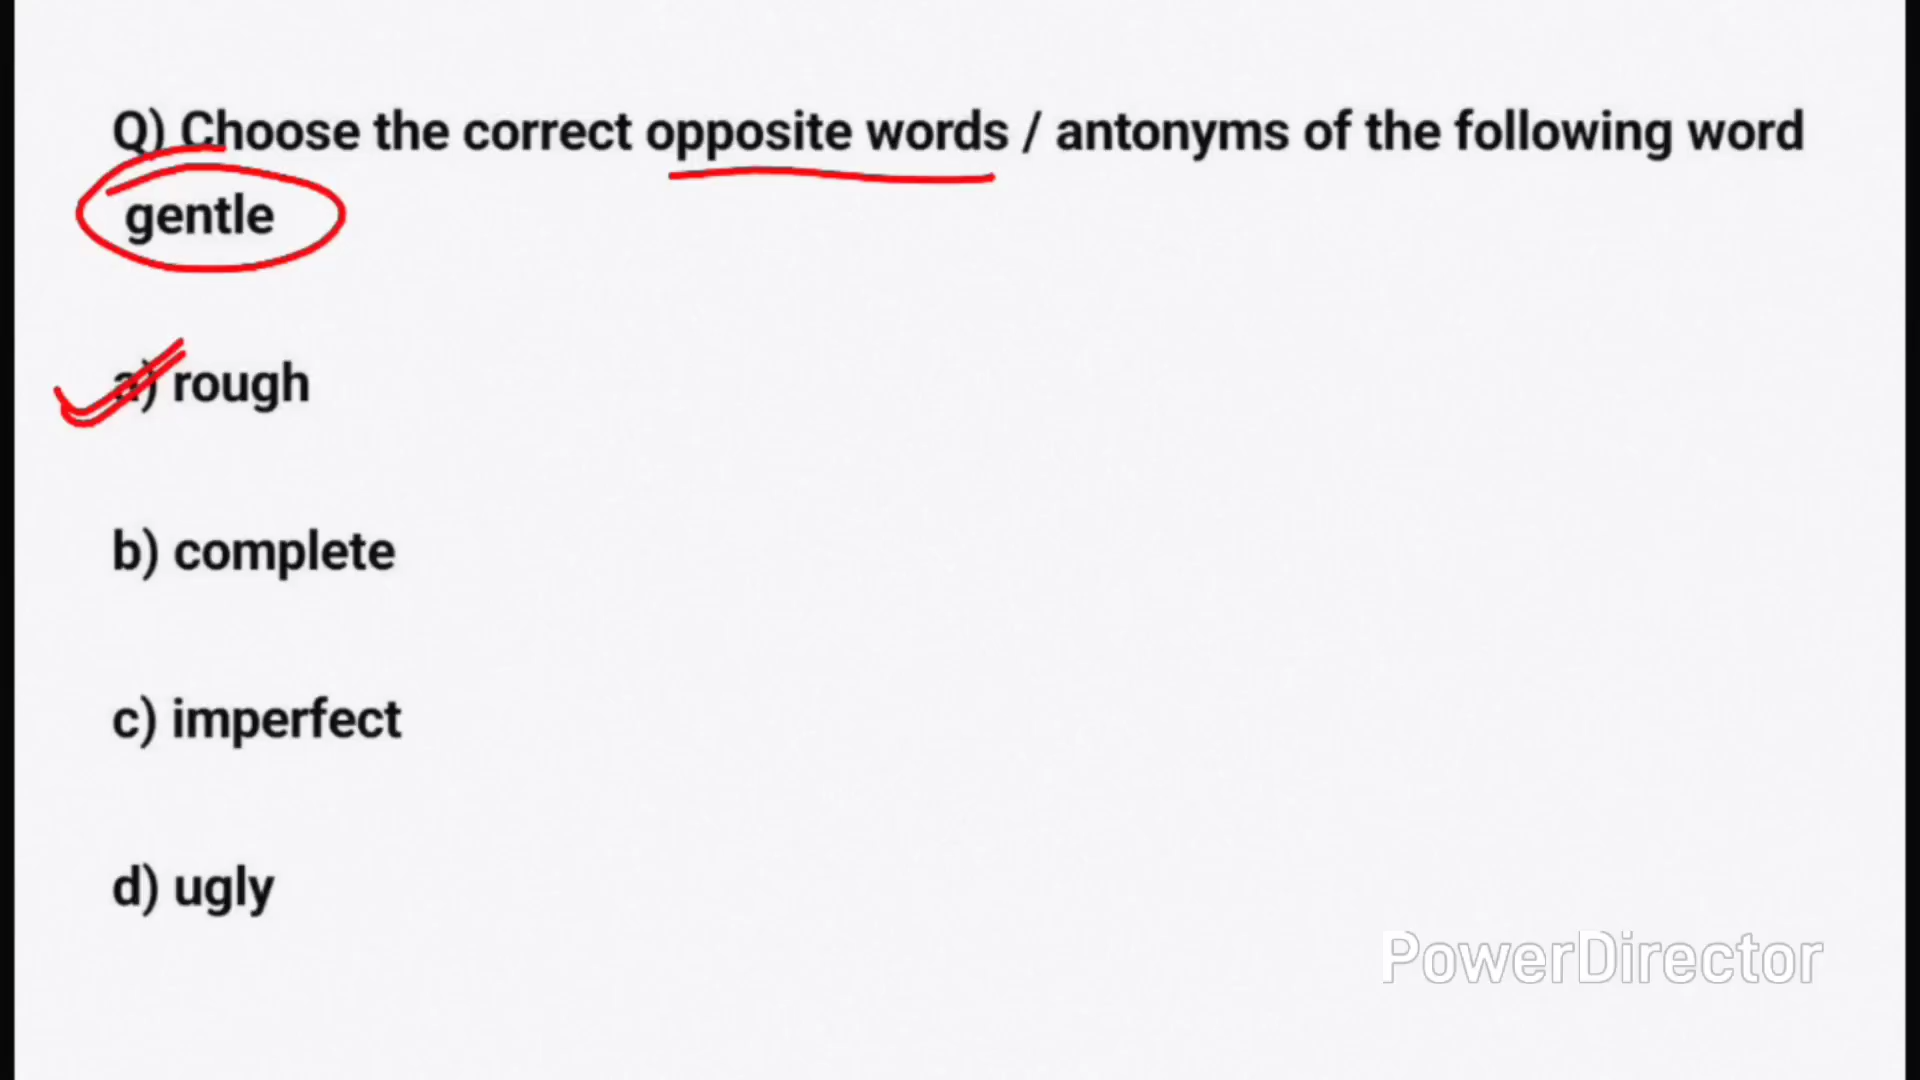 Q) Choose the correct opposite words / antonyms of the following word
gentle
a) rough
b) complete
c) imperfect
d) ugly
PowerDirector